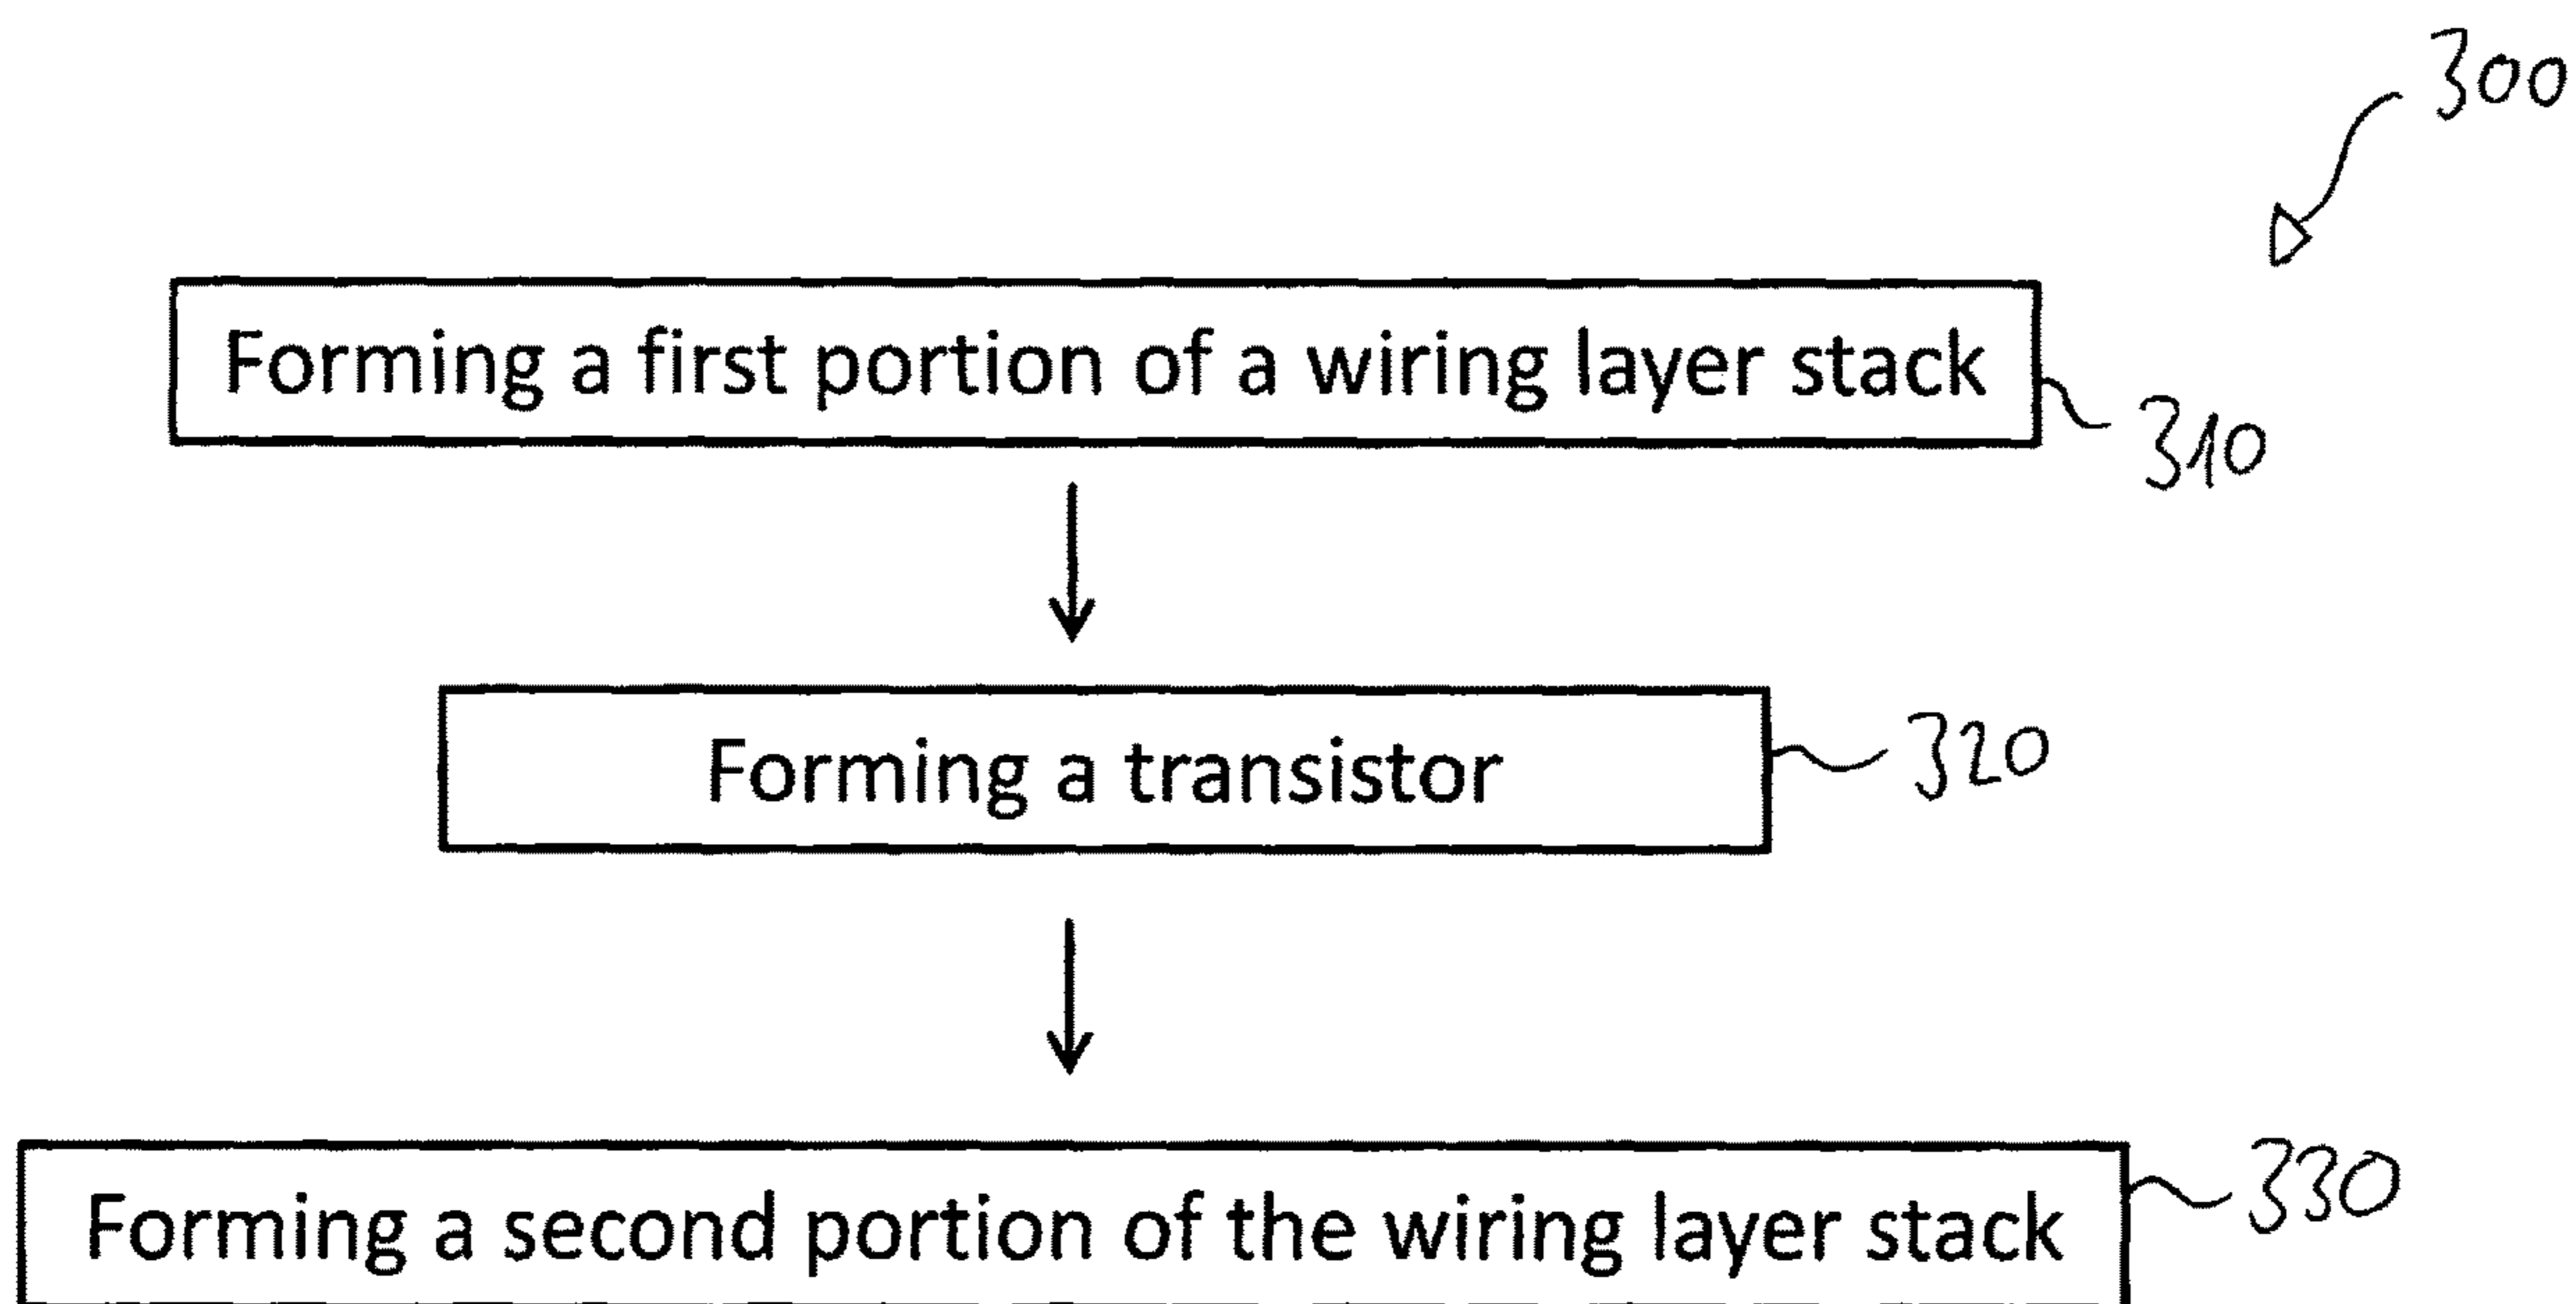 300
Forming a first portion of a wiring layer stack
310
Forming a transistor
320
Forming a second portion of the wiring layer stack
330